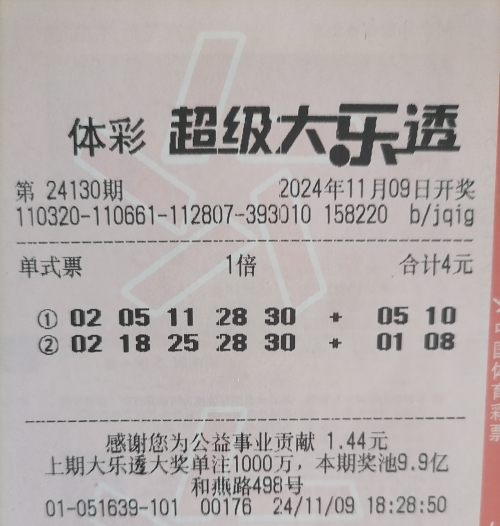 体彩 超级大乐透
第 24130期 2024年11月09日开奖
110320-110661-112807-393010 158220 b/jqig
单式票 1倍 合计4元
① 02 05 11 28 30 + 05 10
② 02 18 25 28 30 + 01 08
感谢您为公益事业贡献 1.44元
上期大乐透大奖单注1000万，本期奖池9.9亿
和燕路498号
01-051639-101 00176 24/11/09 18:28:50